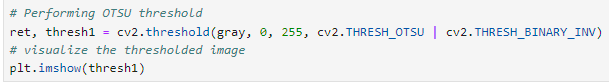 # Performing OTSU threshold
ret, thresh1 = cv2.threshold(gray, 0, 255, cv2.THRESH_OTSU | cv2.THRESH_BINARY_INV)
# visualize the thresholded image
plt.imshow(thresh1)